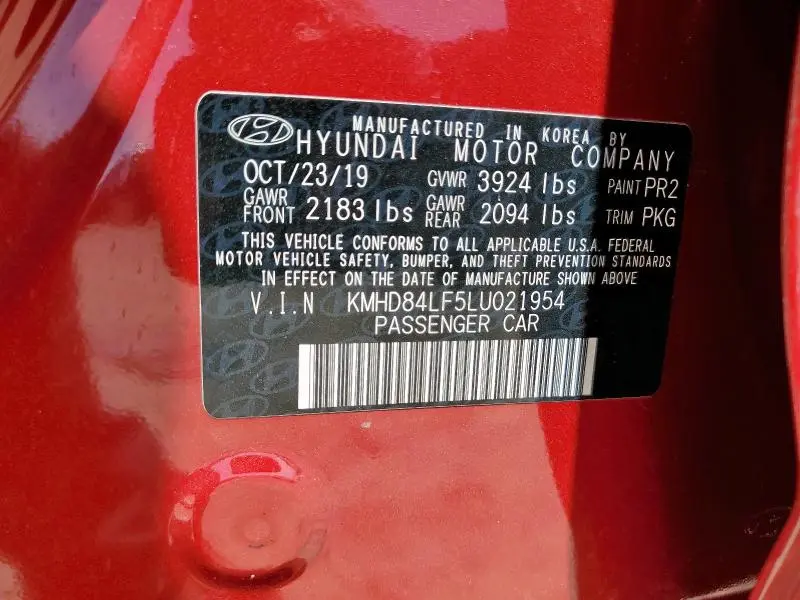 MANUFACTURED IN KOREA BY
HYUNDAI MOTOR COMPANY
OCT/23/19 GVWR 3924 lbs PAINT PR2
GAWR FRONT 2183 lbs GAWR REAR 2094 lbs TRIM PKG
THIS VEHICLE CONFORMS TO ALL APPLICABLE U.S.A. FEDERAL
MOTOR VEHICLE SAFETY, BUMPER, AND THEFT PREVENTION STANDARDS
IN EFFECT ON THE DATE OF MANUFACTURE SHOWN ABOVE
V.I.N KMHD84LF5LU021954
PASSENGER CAR